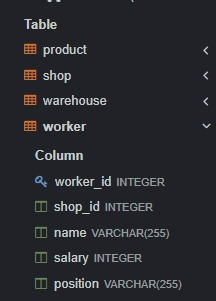 Table
product
shop
warehouse
worker
Column
worker_id INTEGER
shop_id INTEGER
name VARCHAR(255)
salary INTEGER
position VARCHAR(255)